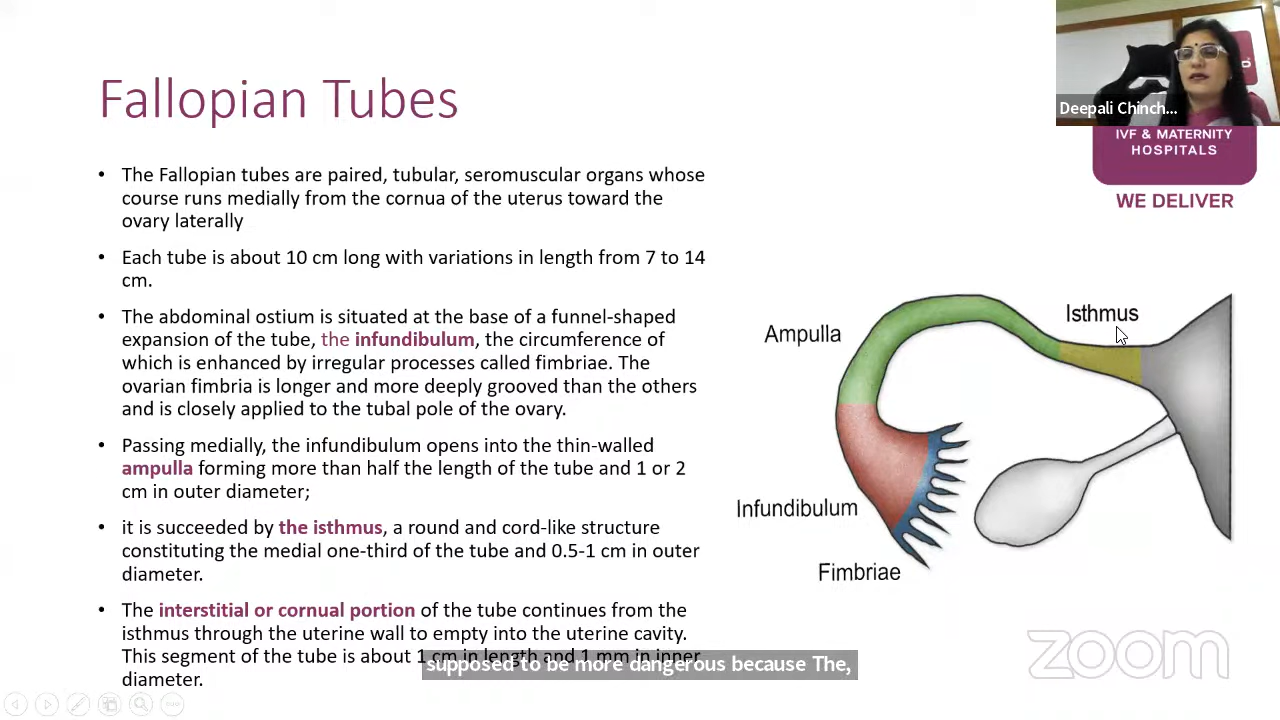 Fallopian Tubes
• The Fallopian tubes are paired, tubular, seromuscular organs whose
course runs medially from the cornua of the uterus toward the
ovary laterally
• Each tube is about 10 cm long with variations in length from 7 to 14
cm.
• The abdominal ostium is situated at the base of a funnel-shaped
expansion of the tube, the infundibulum, the circumference of
which is enhanced by irregular processes called fimbriae. The
ovarian fimbria is longer and more deeply grooved than the others
and is closely applied to the tubal pole of the ovary.
• Passing medially, the infundibulum opens into the thin-walled
ampulla forming more than half the length of the tube and 1 or 2
cm in outer diameter;
• it is succeeded by the isthmus, a round and cord-like structure
constituting the medial one-third of the tube and 0.5-1 cm in outer
diameter.
• The interstitial or cornual portion of the tube continues from the
isthmus through the uterine wall to empty into the uterine cavity.
This segment of the tube is about 1 cm in length and 1 mm in inner
diameter.
supposed to be more dangerous because The,
Deepali Chinch...
IVF & MATERNITY
HOSPITALS
WE DELIVER
Isthmus
Ampulla
Infundibulum
Fimbriae
zoom